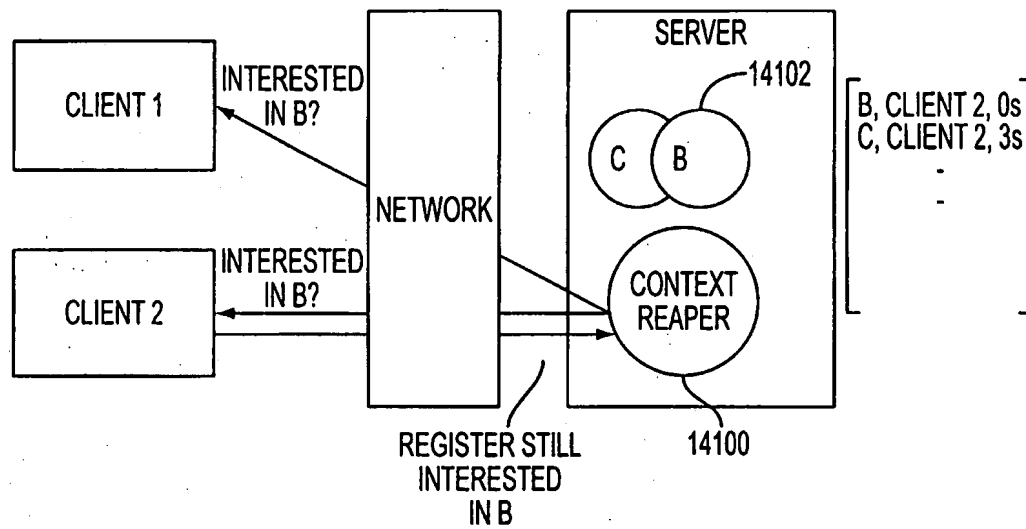 CLIENT 1
INTERESTED
IN B?
NETWORK
SERVER
14102
C
B
B, CLIENT 2, 0s
C, CLIENT 2, 3s
CLIENT 2
INTERESTED
IN B?
CONTEXT
REAPER
14100
REGISTER STILL
INTERESTED
IN B